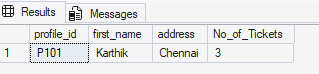 Results Messages
profile_id first_name address No_of_Tickets
1 P101 Karthik Chennai 3